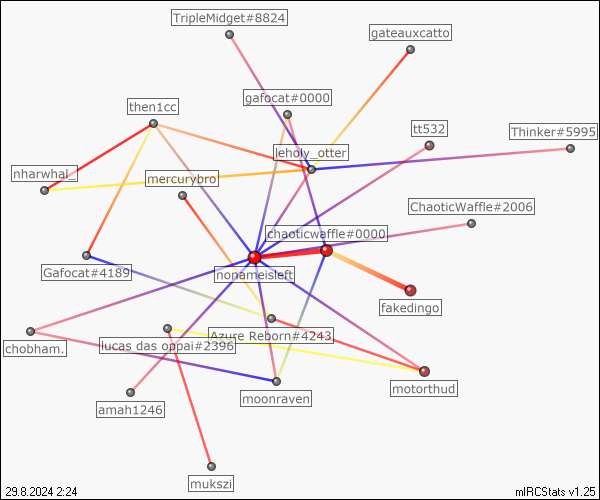 TripleMidget#8824
gateauxcatto
gafocat#0000
then1cc
tt532
Thinker#5995
leholy_otter
nharwhal_
mercurybro
ChaoticWaffle#2006
chaoticwaffle#0000
Gafocat#4189
nonameisleft
fakedingo
Azure Reborn#4243
lucas das oppai#2396
chobham.
motorthud
moonraven
amah1246
mukszi
29.8.2024 2:24
mIRCStats v1.25